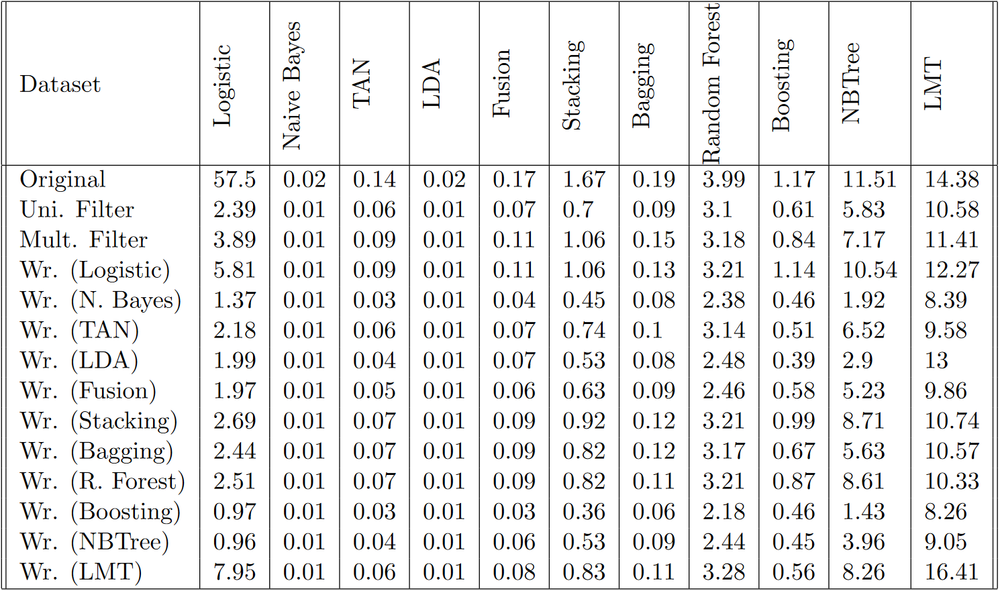 Dataset Logistic Naive Bayes TAN LDA Fusion Stacking Bagging Random Forest Boosting NBTree LMT
Original 57.5 0.02 0.14 0.02 0.17 1.67 0.19 3.99 1.17 11.51 14.38
Uni. Filter 2.39 0.01 0.06 0.01 0.07 0.7 0.09 3.1 0.61 5.83 10.58
Mult. Filter 3.89 0.01 0.09 0.01 0.11 1.06 0.15 3.18 0.84 7.17 11.41
Wr. (Logistic) 5.81 0.01 0.09 0.01 0.11 1.06 0.13 3.21 1.14 10.54 12.27
Wr. (N. Bayes) 1.37 0.01 0.03 0.01 0.04 0.45 0.08 2.38 0.46 1.92 8.39
Wr. (TAN) 2.18 0.01 0.06 0.01 0.07 0.74 0.1 3.14 0.51 6.52 9.58
Wr. (LDA) 1.99 0.01 0.04 0.01 0.07 0.53 0.08 2.48 0.39 2.9 13
Wr. (Fusion) 1.97 0.01 0.05 0.01 0.06 0.63 0.09 2.46 0.58 5.23 9.86
Wr. (Stacking) 2.69 0.01 0.07 0.01 0.09 0.92 0.12 3.21 0.99 8.71 10.74
Wr. (Bagging) 2.44 0.01 0.07 0.01 0.09 0.82 0.12 3.17 0.67 5.63 10.57
Wr. (R. Forest) 2.51 0.01 0.07 0.01 0.09 0.82 0.11 3.21 0.87 8.61 10.33
Wr. (Boosting) 0.97 0.01 0.03 0.01 0.03 0.36 0.06 2.18 0.46 1.43 8.26
Wr. (NBTree) 0.96 0.01 0.04 0.01 0.06 0.53 0.09 2.44 0.45 3.96 9.05
Wr. (LMT) 7.95 0.01 0.06 0.01 0.08 0.83 0.11 3.28 0.56 8.26 16.41